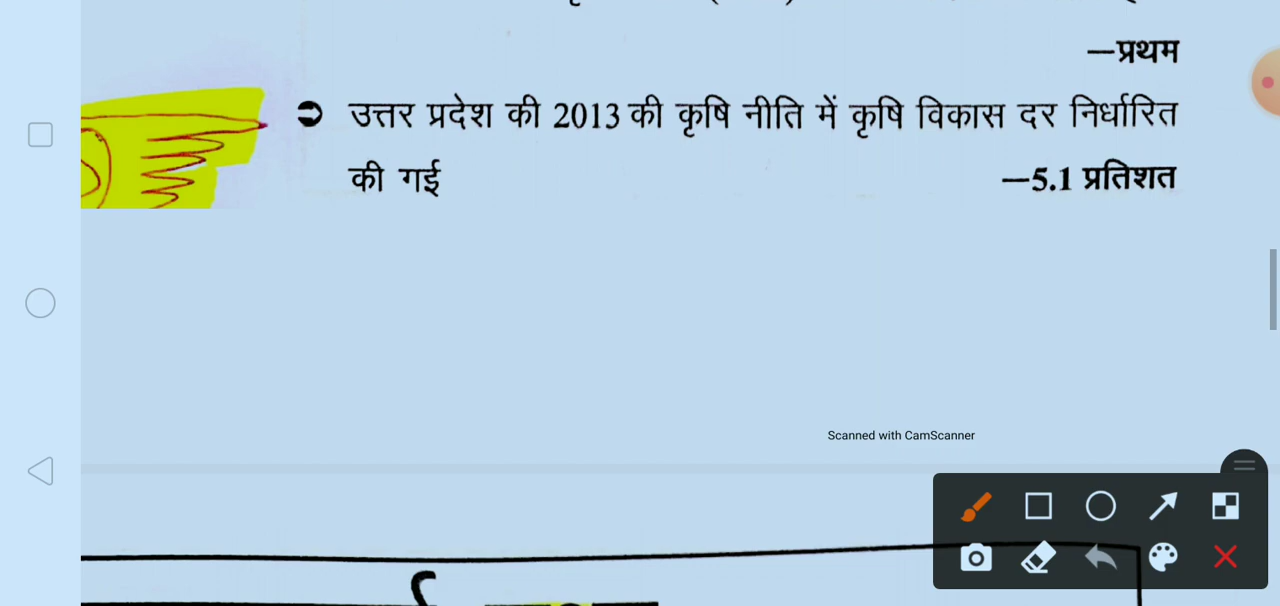 —प्रथम
➲ उत्तर प्रदेश की 2013 की कृषि नीति में कृषि विकास दर निर्धारित
की गई —5.1 प्रतिशत
Scanned with CamScanner